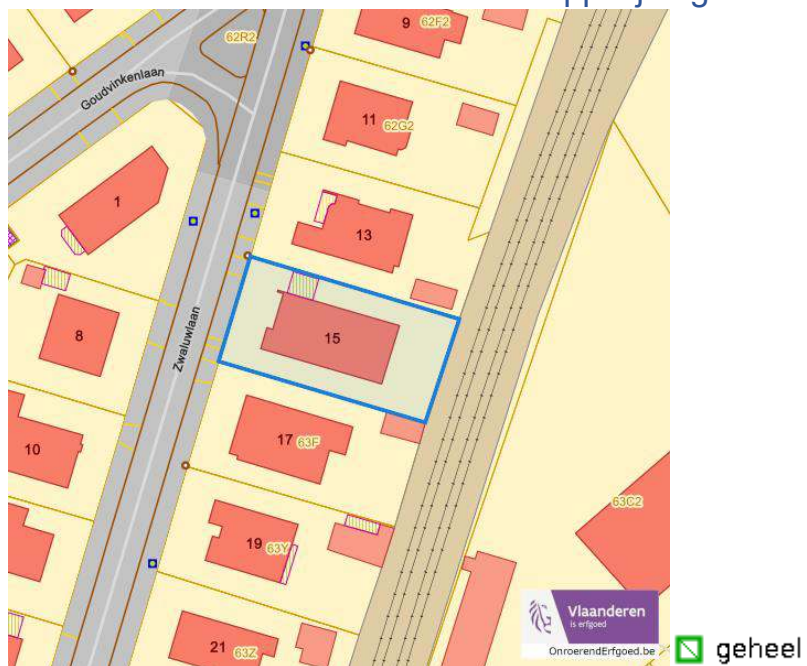 9 62F2
62R2
Goudvinkenlaan
11 62G2
1
13
8
Zwaluwlaan
15
17 63F
10
63C2
19 63Y
21 63Z
Vlaanderen
is erfgoed
OnroerendErfgoed.be
geheel